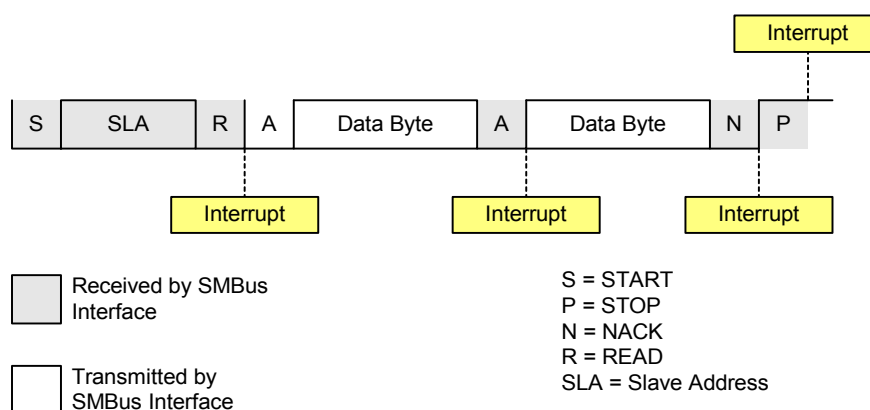 Interrupt
S SLA R A Data Byte A Data Byte N P
Interrupt Interrupt Interrupt
Received by SMBus
Interface
Transmitted by
SMBus Interface
S = START
P = STOP
N = NACK
R = READ
SLA = Slave Address